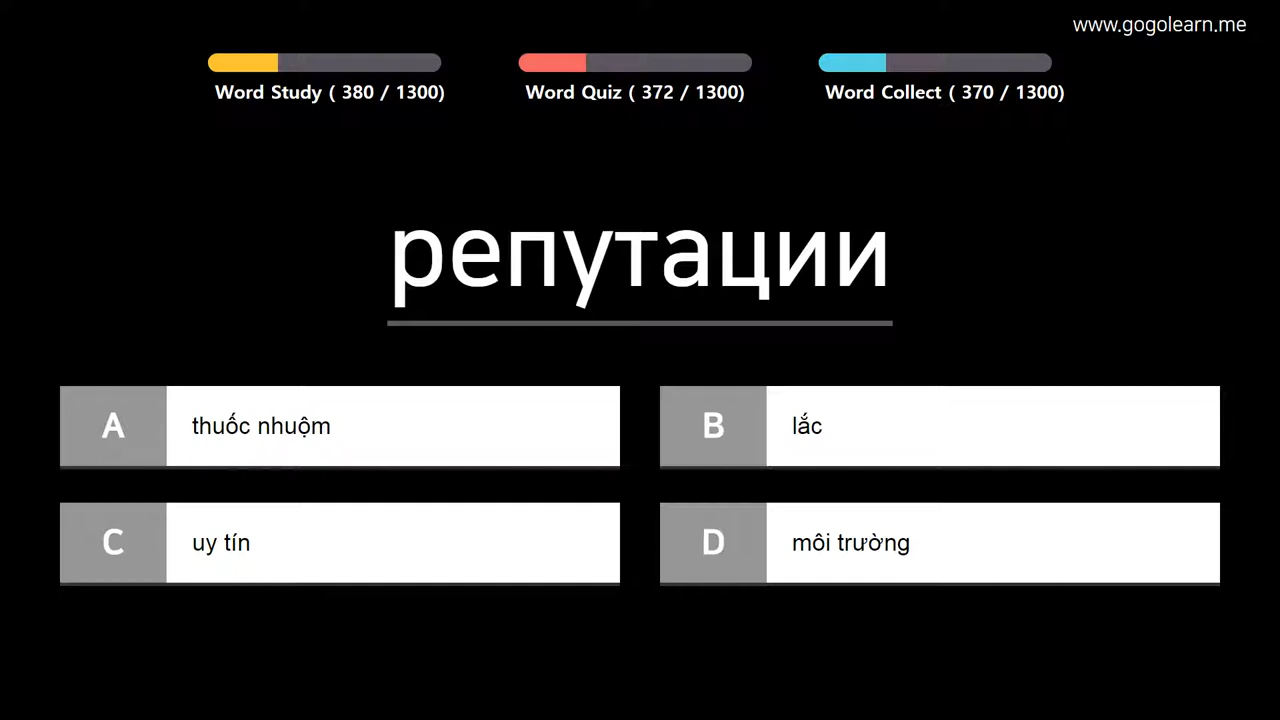 www.gogolearn.me
Word Study ( 380 / 1300)
Word Quiz ( 372 / 1300)
Word Collect ( 370 / 1300)
репутации
A thuốc nhuộm
B lắc
C uy tín
D môi trường